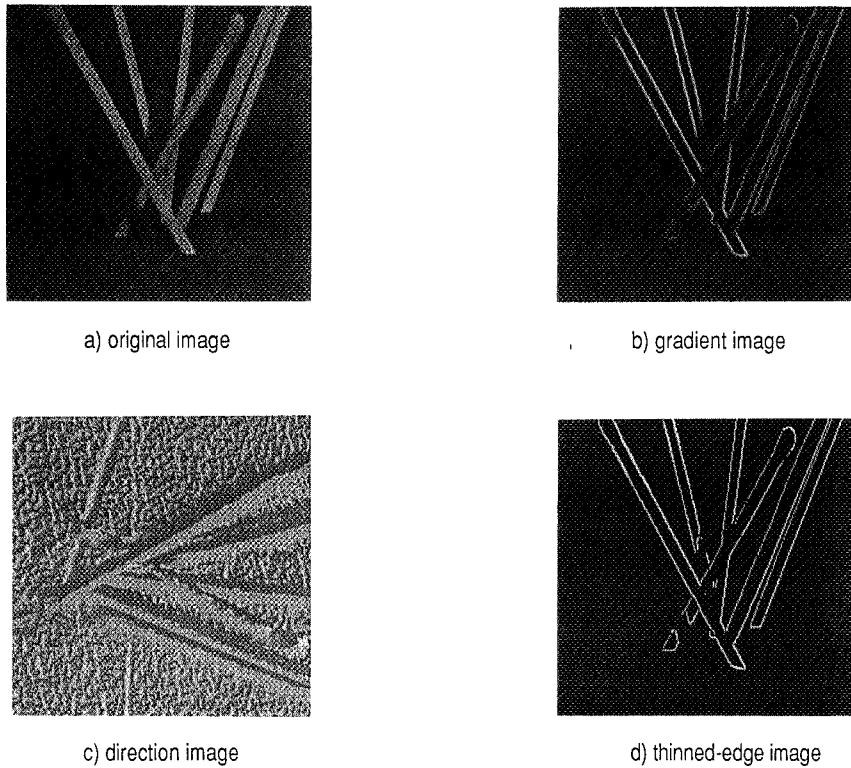 a) original image
b) gradient image
c) direction image
d) thinned-edge image